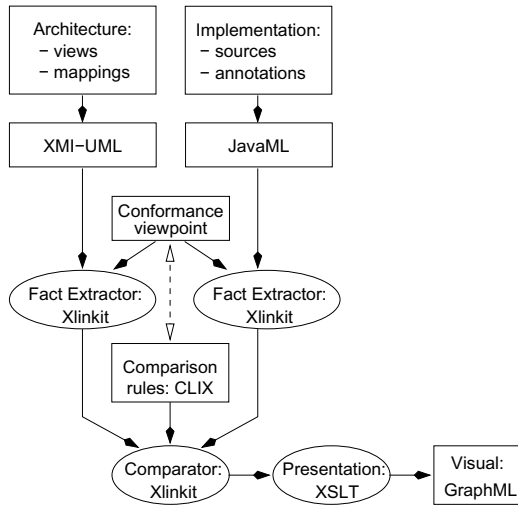 Architecture:
− views
− mappings
Implementation:
− sources
− annotations
XMI−UML
JavaML
Conformance
viewpoint
Fact Extractor:
Xlinkit
Fact Extractor:
Xlinkit
Comparison
rules: CLIX
Comparator:
Xlinkit
Presentation:
XSLT
Visual:
GraphML